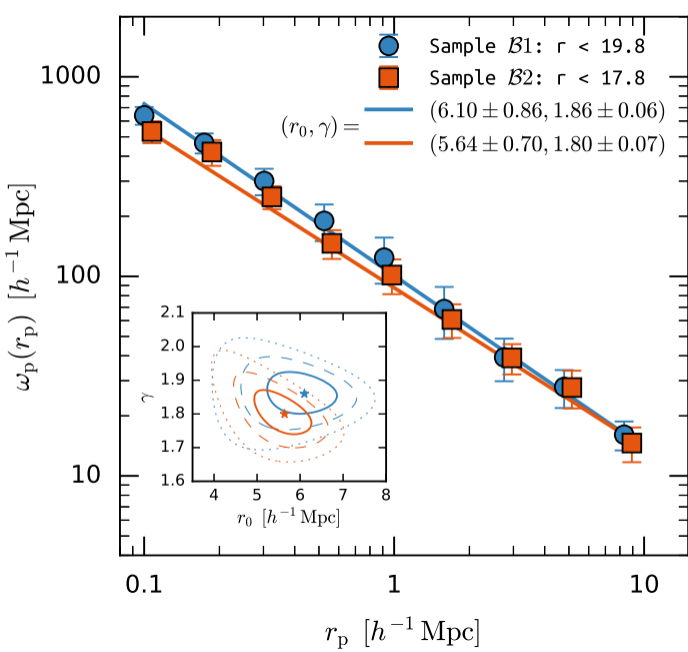 Sample ℬ1: r < 19.8
Sample ℬ2: r < 17.8
(r₀, γ) =
(6.10 ± 0.86, 1.86 ± 0.06)
(5.64 ± 0.70, 1.80 ± 0.07)
1000
100
10
ωₚ(rₚ) [h⁻¹ Mpc]
2.1
2.0
1.9
1.8
1.7
1.6
γ
4 5 6 7 8
r₀ [h⁻¹ Mpc]
0.1 1 10
rₚ [h⁻¹ Mpc]